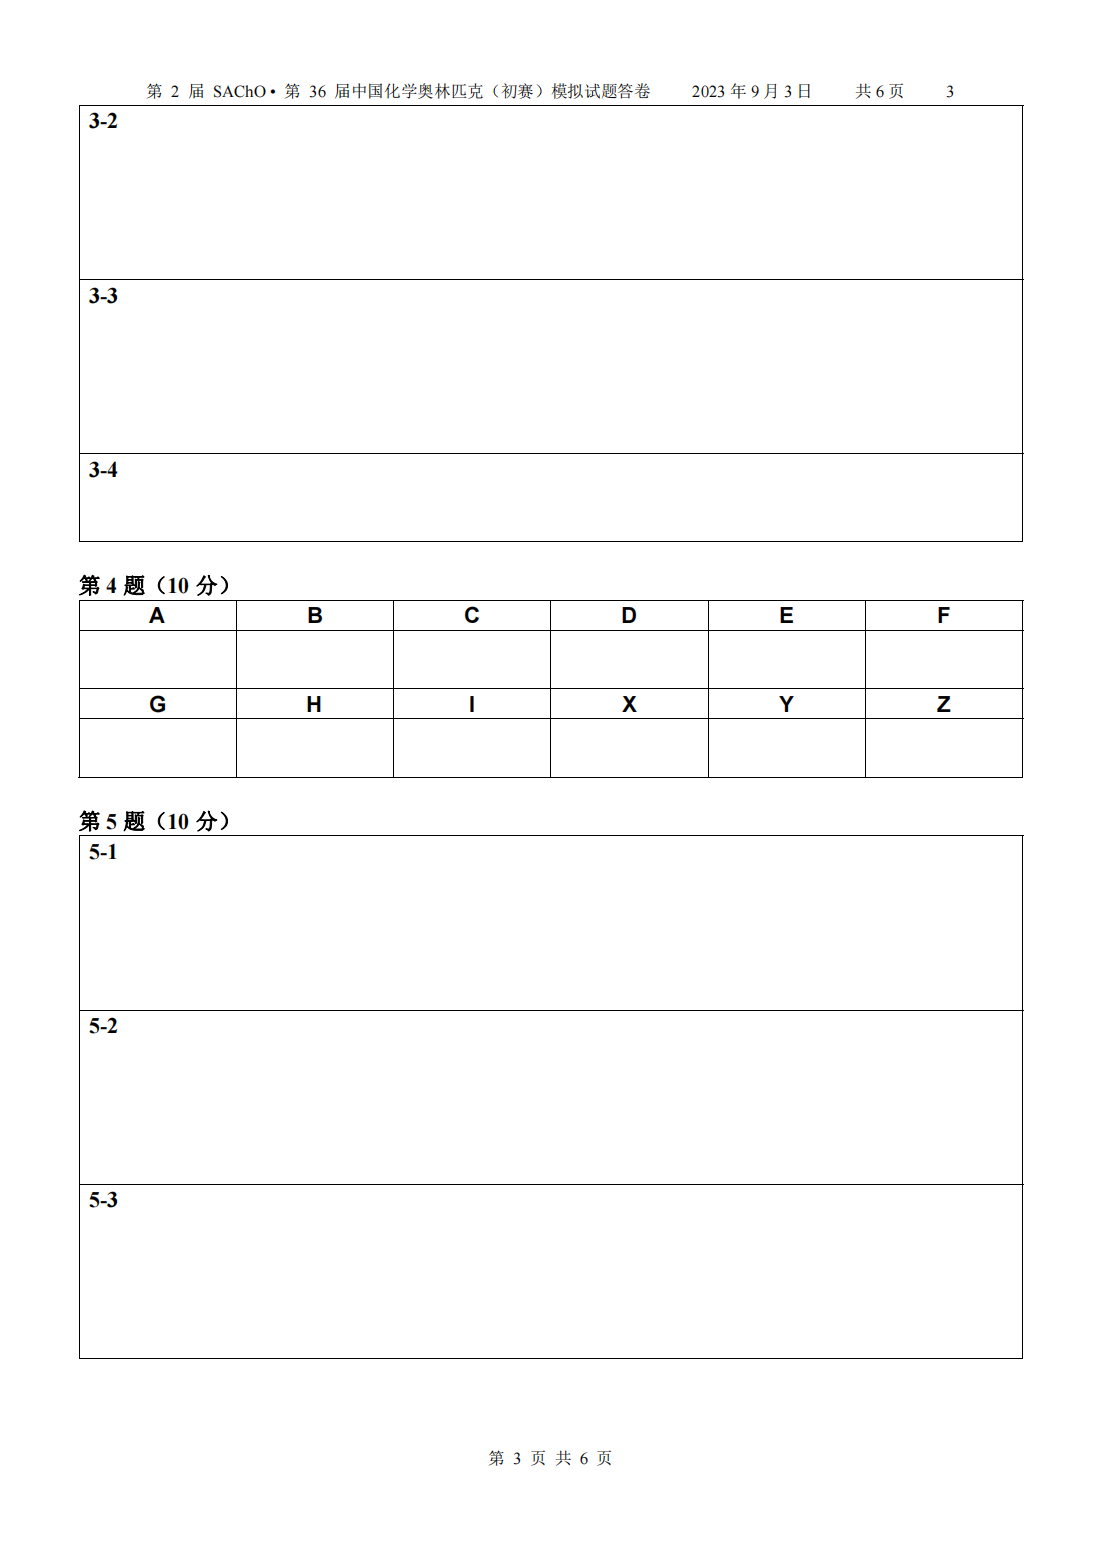 第 2 届 SAChO• 第 36 届中国化学奥林匹克（初赛）模拟试题答卷 2023 年 9 月 3 日 共 6 页 3
3-2
3-3
3-4
第 4 题（10 分）
A B C D E F
G H I X Y Z
第 5 题（10 分）
5-1
5-2
5-3
第 3 页 共 6 页